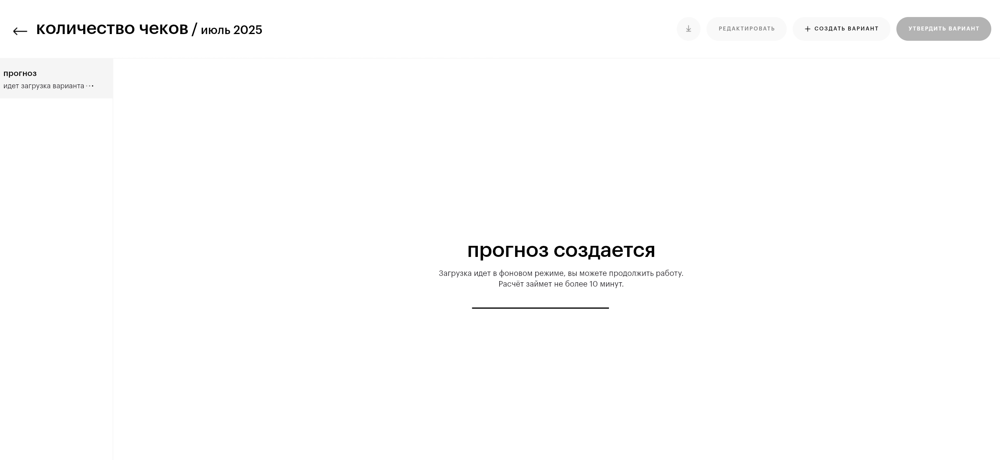 количество чеков / июль 2025
РЕДАКТИРОВАТЬ
СОЗДАТЬ ВАРИАНТ
УТВЕРДИТЬ ВАРИАНТ
прогноз
идет загрузка варианта
прогноз создается
Загрузка идет в фоновом режиме, вы можете продолжить работу.
Расчёт займет не более 10 минут.